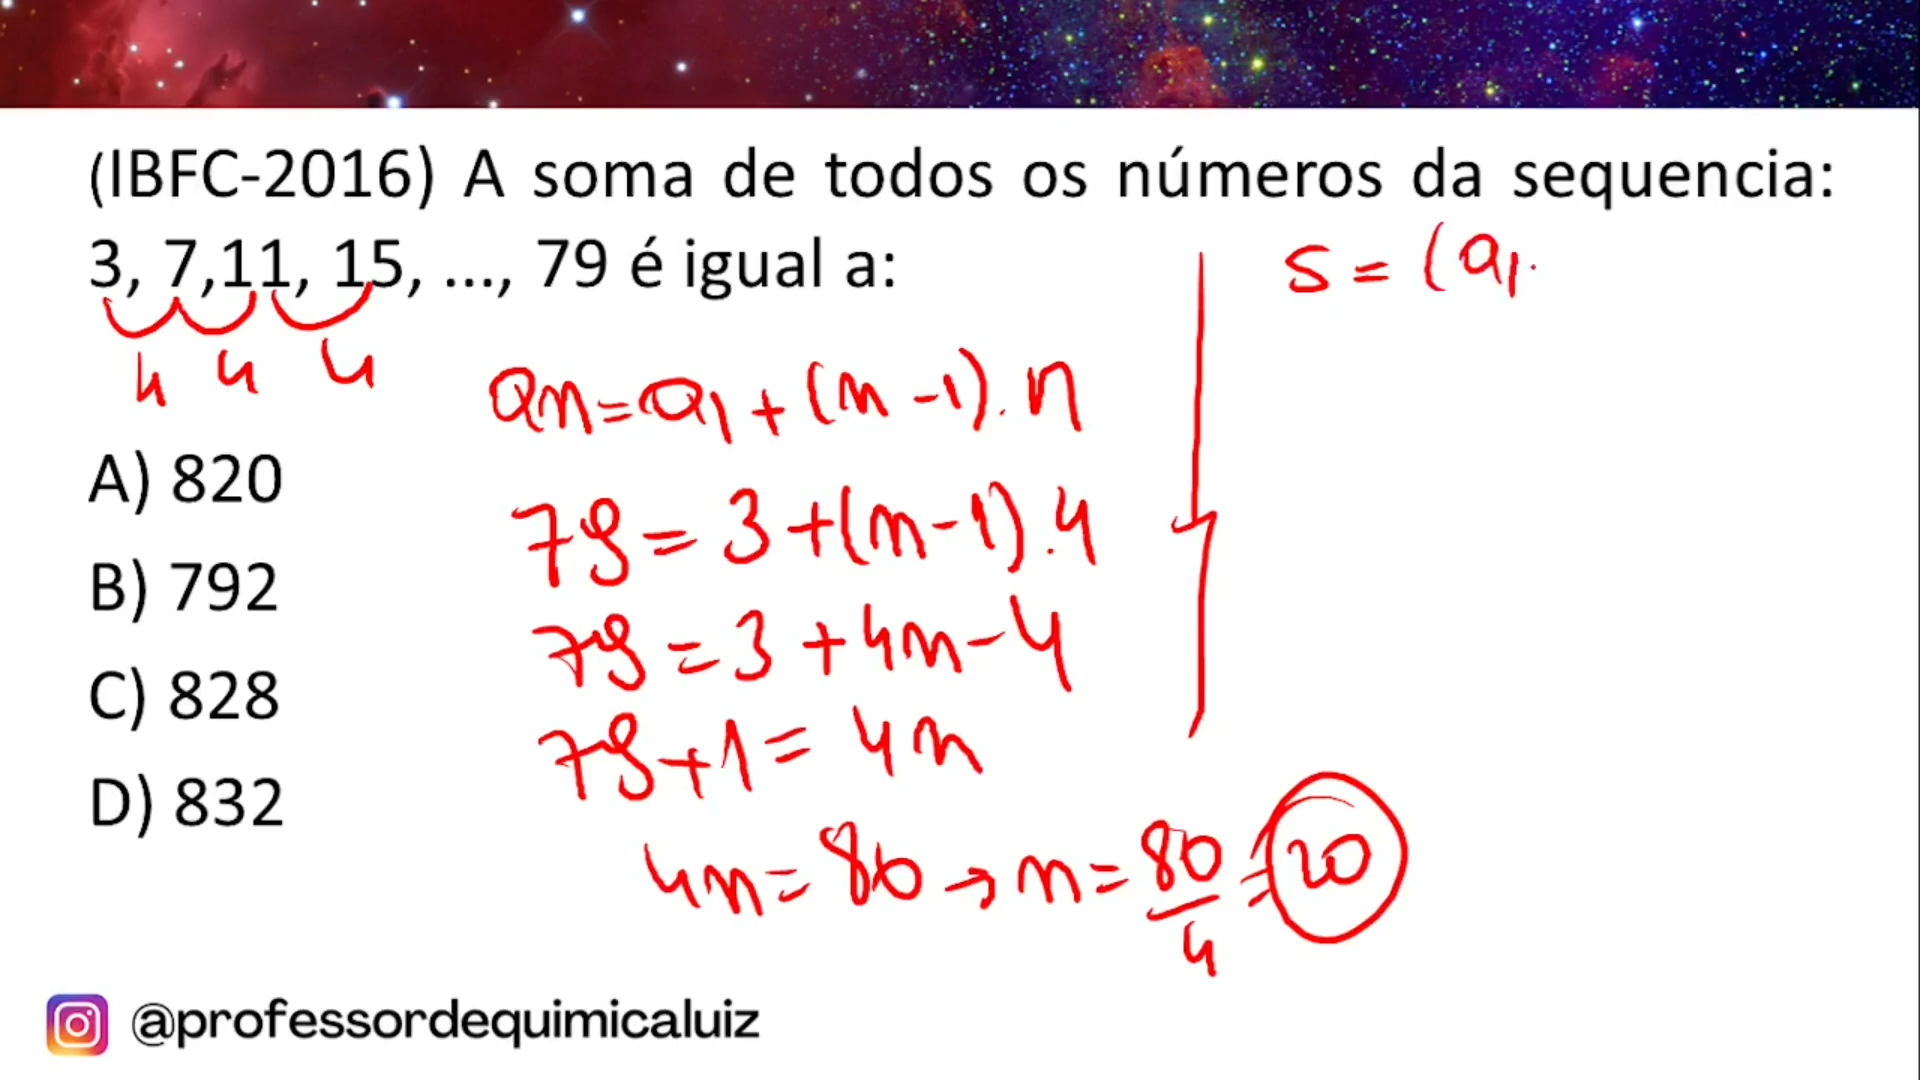 (IBFC-2016) A soma de todos os números da sequencia:
3, 7,11, 15, ..., 79 é igual a:
4 4 4
S = (a1.
an = a1 + (n - 1) . r
79 = 3 + (n - 1) . 4
79 = 3 + 4n - 4
79 + 1 = 4n
4n = 80 → n = 80/4 = 20
A) 820
B) 792
C) 828
D) 832
@professordequimicaluiz